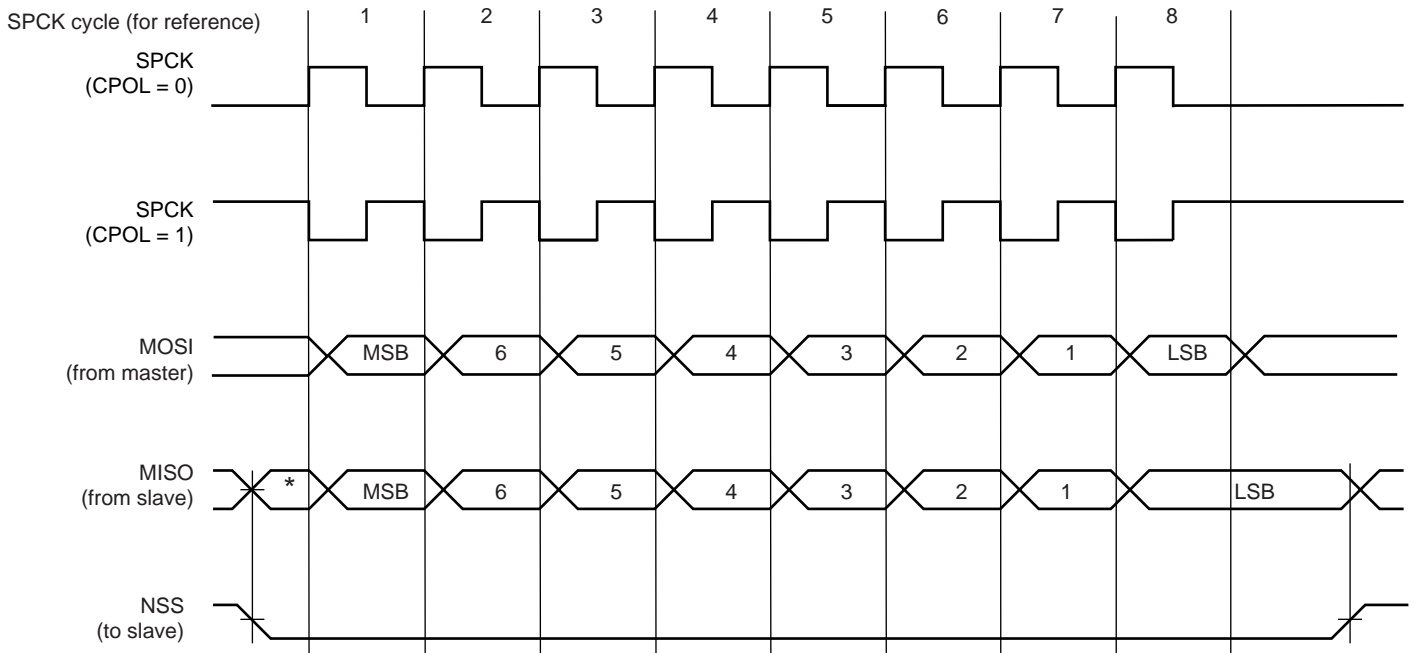 SPCK cycle (for reference)
1 2 3 4 5 6 7 8
SPCK
(CPOL = 0)
SPCK
(CPOL = 1)
MOSI
(from master)
MSB 6 5 4 3 2 1 LSB
MISO
(from slave)
* MSB 6 5 4 3 2 1 LSB
NSS
(to slave)